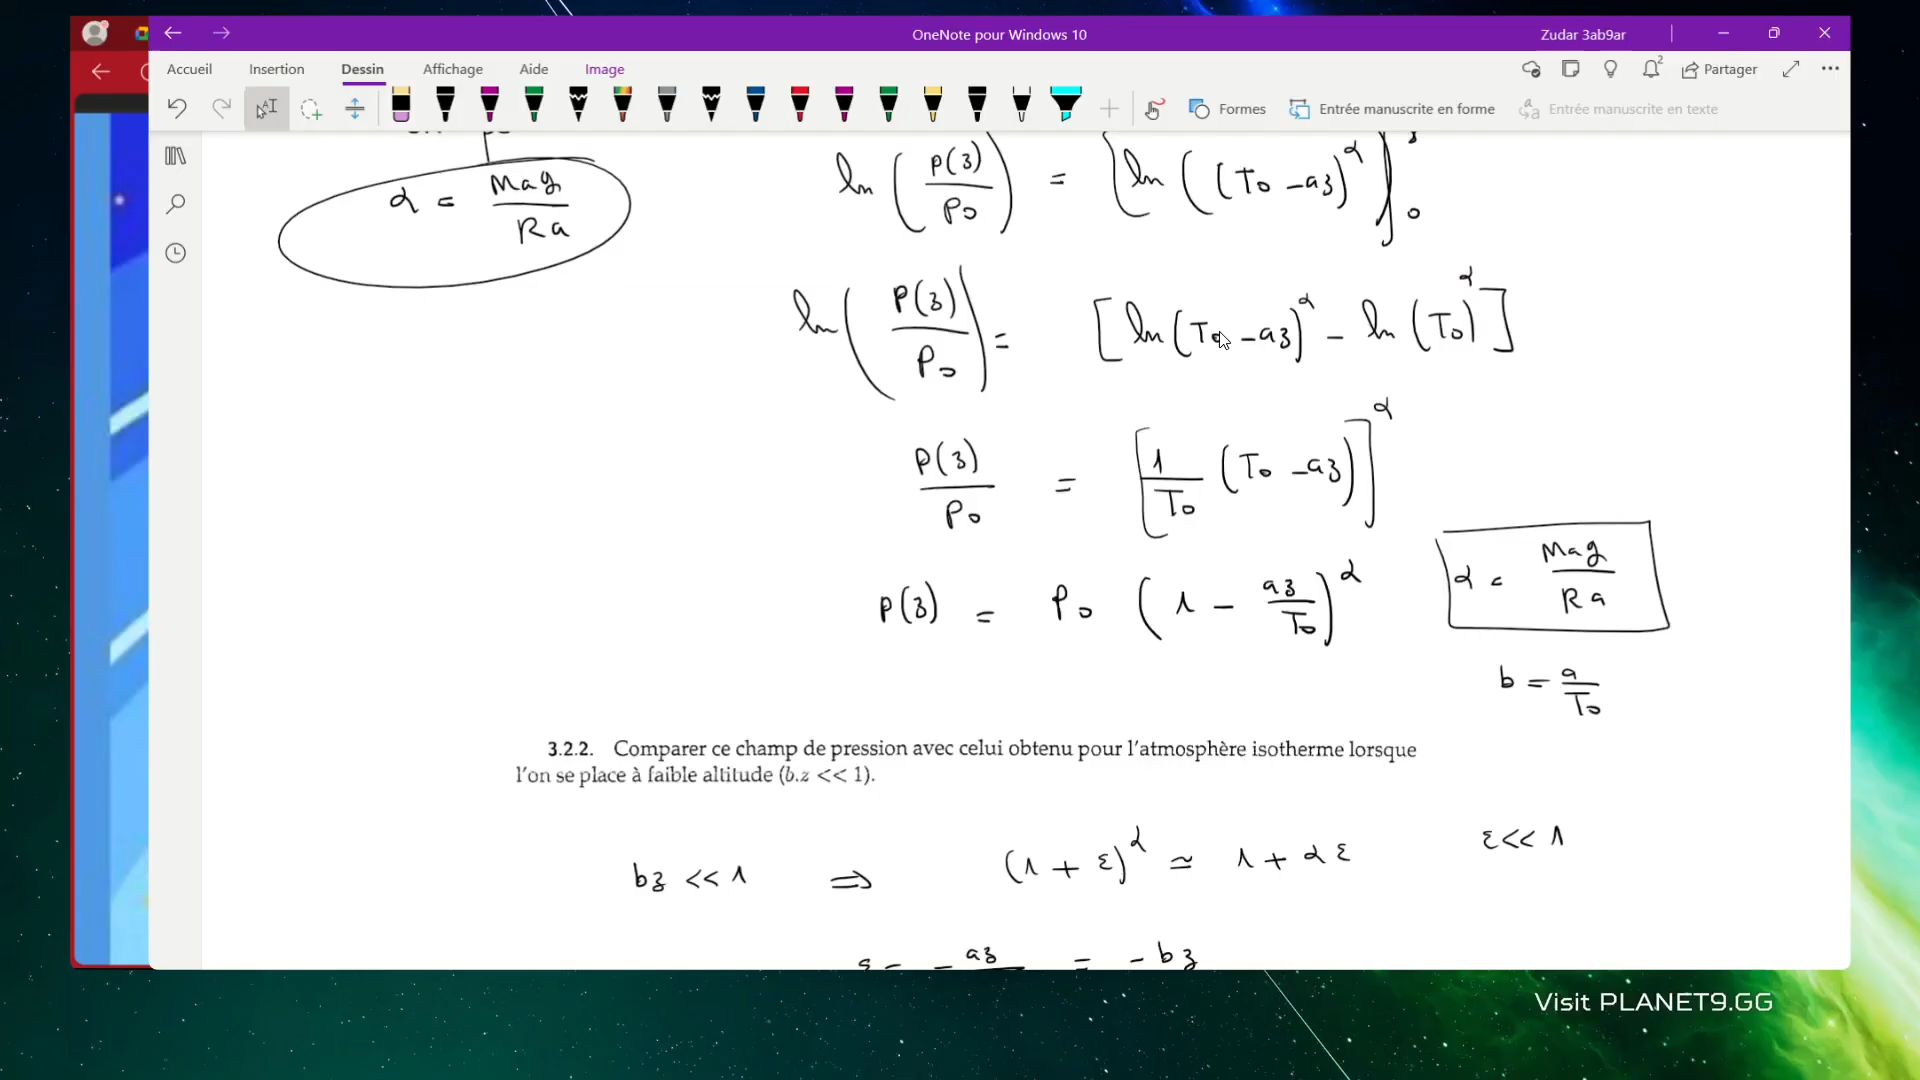 OneNote pour Windows 10
Zudar 3ab9ar
Accueil Insertion Dessin Affichage Aide Image
2
Partager
Formes Entrée manuscrite en forme Entrée manuscrite en texte
α = Mag / Ra
ln ( P(z) / P0 ) = [ ln ( (T0 - az)^α ) ]_0^z
ln ( P(z) / P0 ) = [ ln (T0 - az)^α - ln (T0)^α ]
P(z) / P0 = [ 1/T0 (T0 - az) ]^α
P(z) = P0 ( 1 - az/T0 )^α
α = Mag / Ra
b = a / T0
3.2.2. Comparer ce champ de pression avec celui obtenu pour l'atmosphère isotherme lorsque
l'on se place à faible altitude (b.z << 1).
bz << 1 ⇒ (1 + ε)^α ≃ 1 + α ε ε << 1
- az = - bz
Visit PLANET9.GG